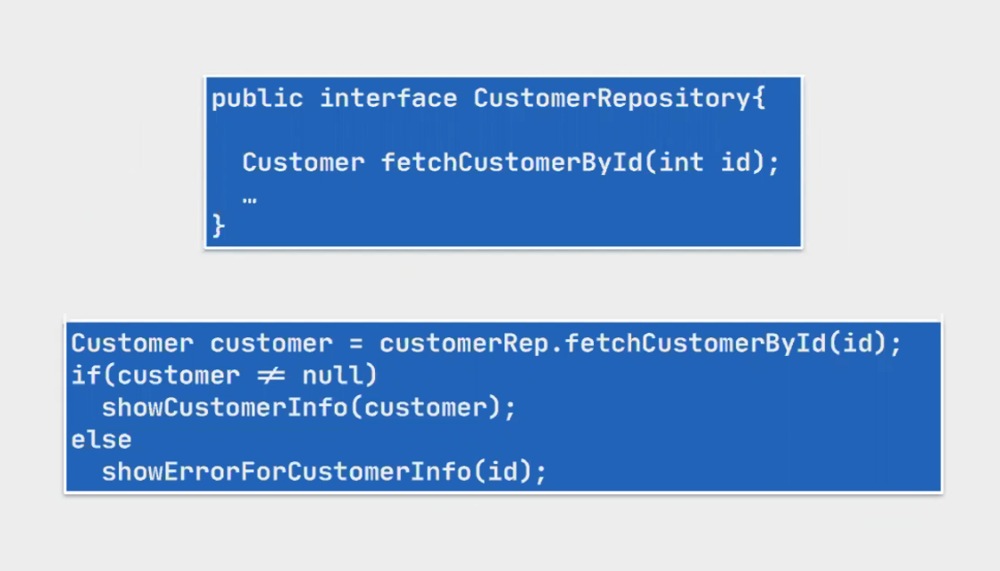 public interface CustomerRepository{
Customer fetchCustomerById(int id);
…
}
Customer customer = customerRep.fetchCustomerById(id);
if(customer ≠ null)
showCustomerInfo(customer);
else
showErrorForCustomerInfo(id);